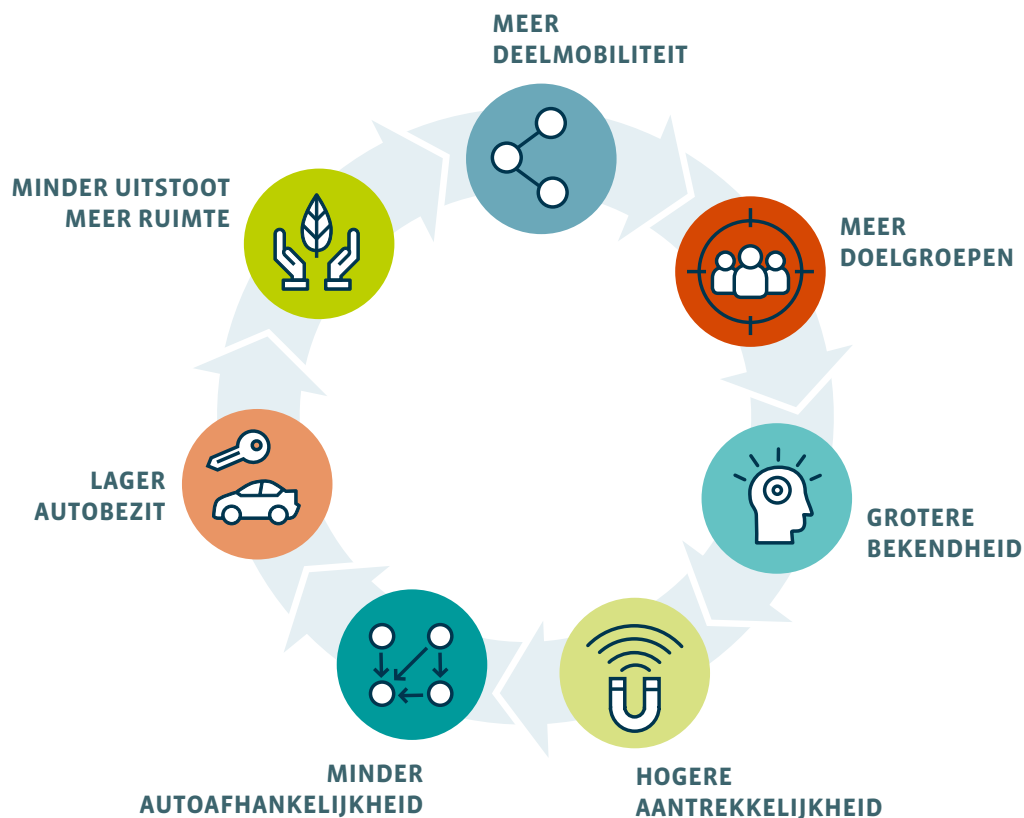 MEER
DEELMOBILITEIT
MEER
DOELGROEPEN
GROTERE
BEKENDHEID
HOGERE
AANTREKKELIJKHEID
MINDER
AUTOAFHANKELIJKHEID
LAGER
AUTOBEZIT
MINDER UITSTOOT
MEER RUIMTE